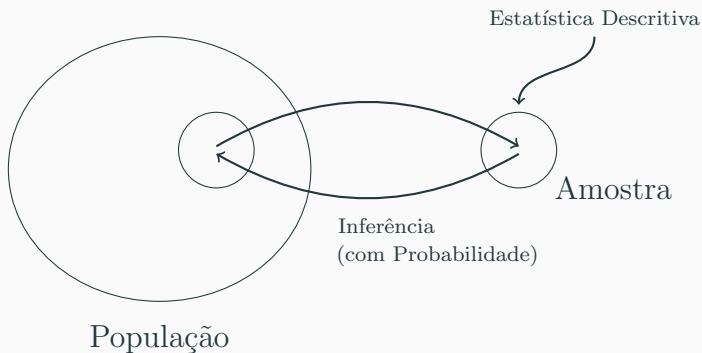 Estatística Descritiva
Amostra
Inferência
(com Probabilidade)
População